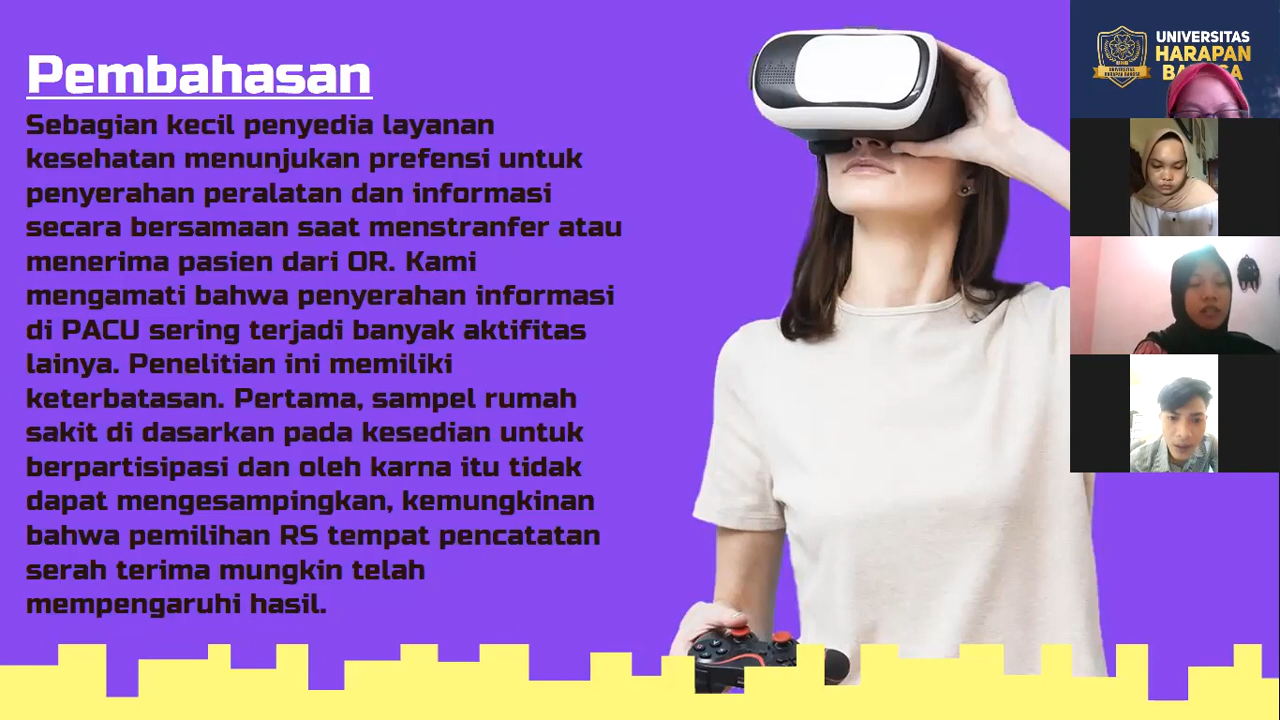 Pembahasan
Sebagian kecil penyedia layanan
kesehatan menunjukan prefensi untuk
penyerahan peralatan dan informasi
secara bersamaan saat menstranfer atau
menerima pasien dari OR. Kami
mengamati bahwa penyerahan informasi
di PACU sering terjadi banyak aktifitas
lainya. Penelitian ini memiliki
keterbatasan. Pertama, sampel rumah
sakit di dasarkan pada kesedian untuk
berpartisipasi dan oleh karna itu tidak
dapat mengesampingkan, kemungkinan
bahwa pemilihan RS tempat pencatatan
serah terima mungkin telah
mempengaruhi hasil.
UNIVERSITAS
HARAPAN